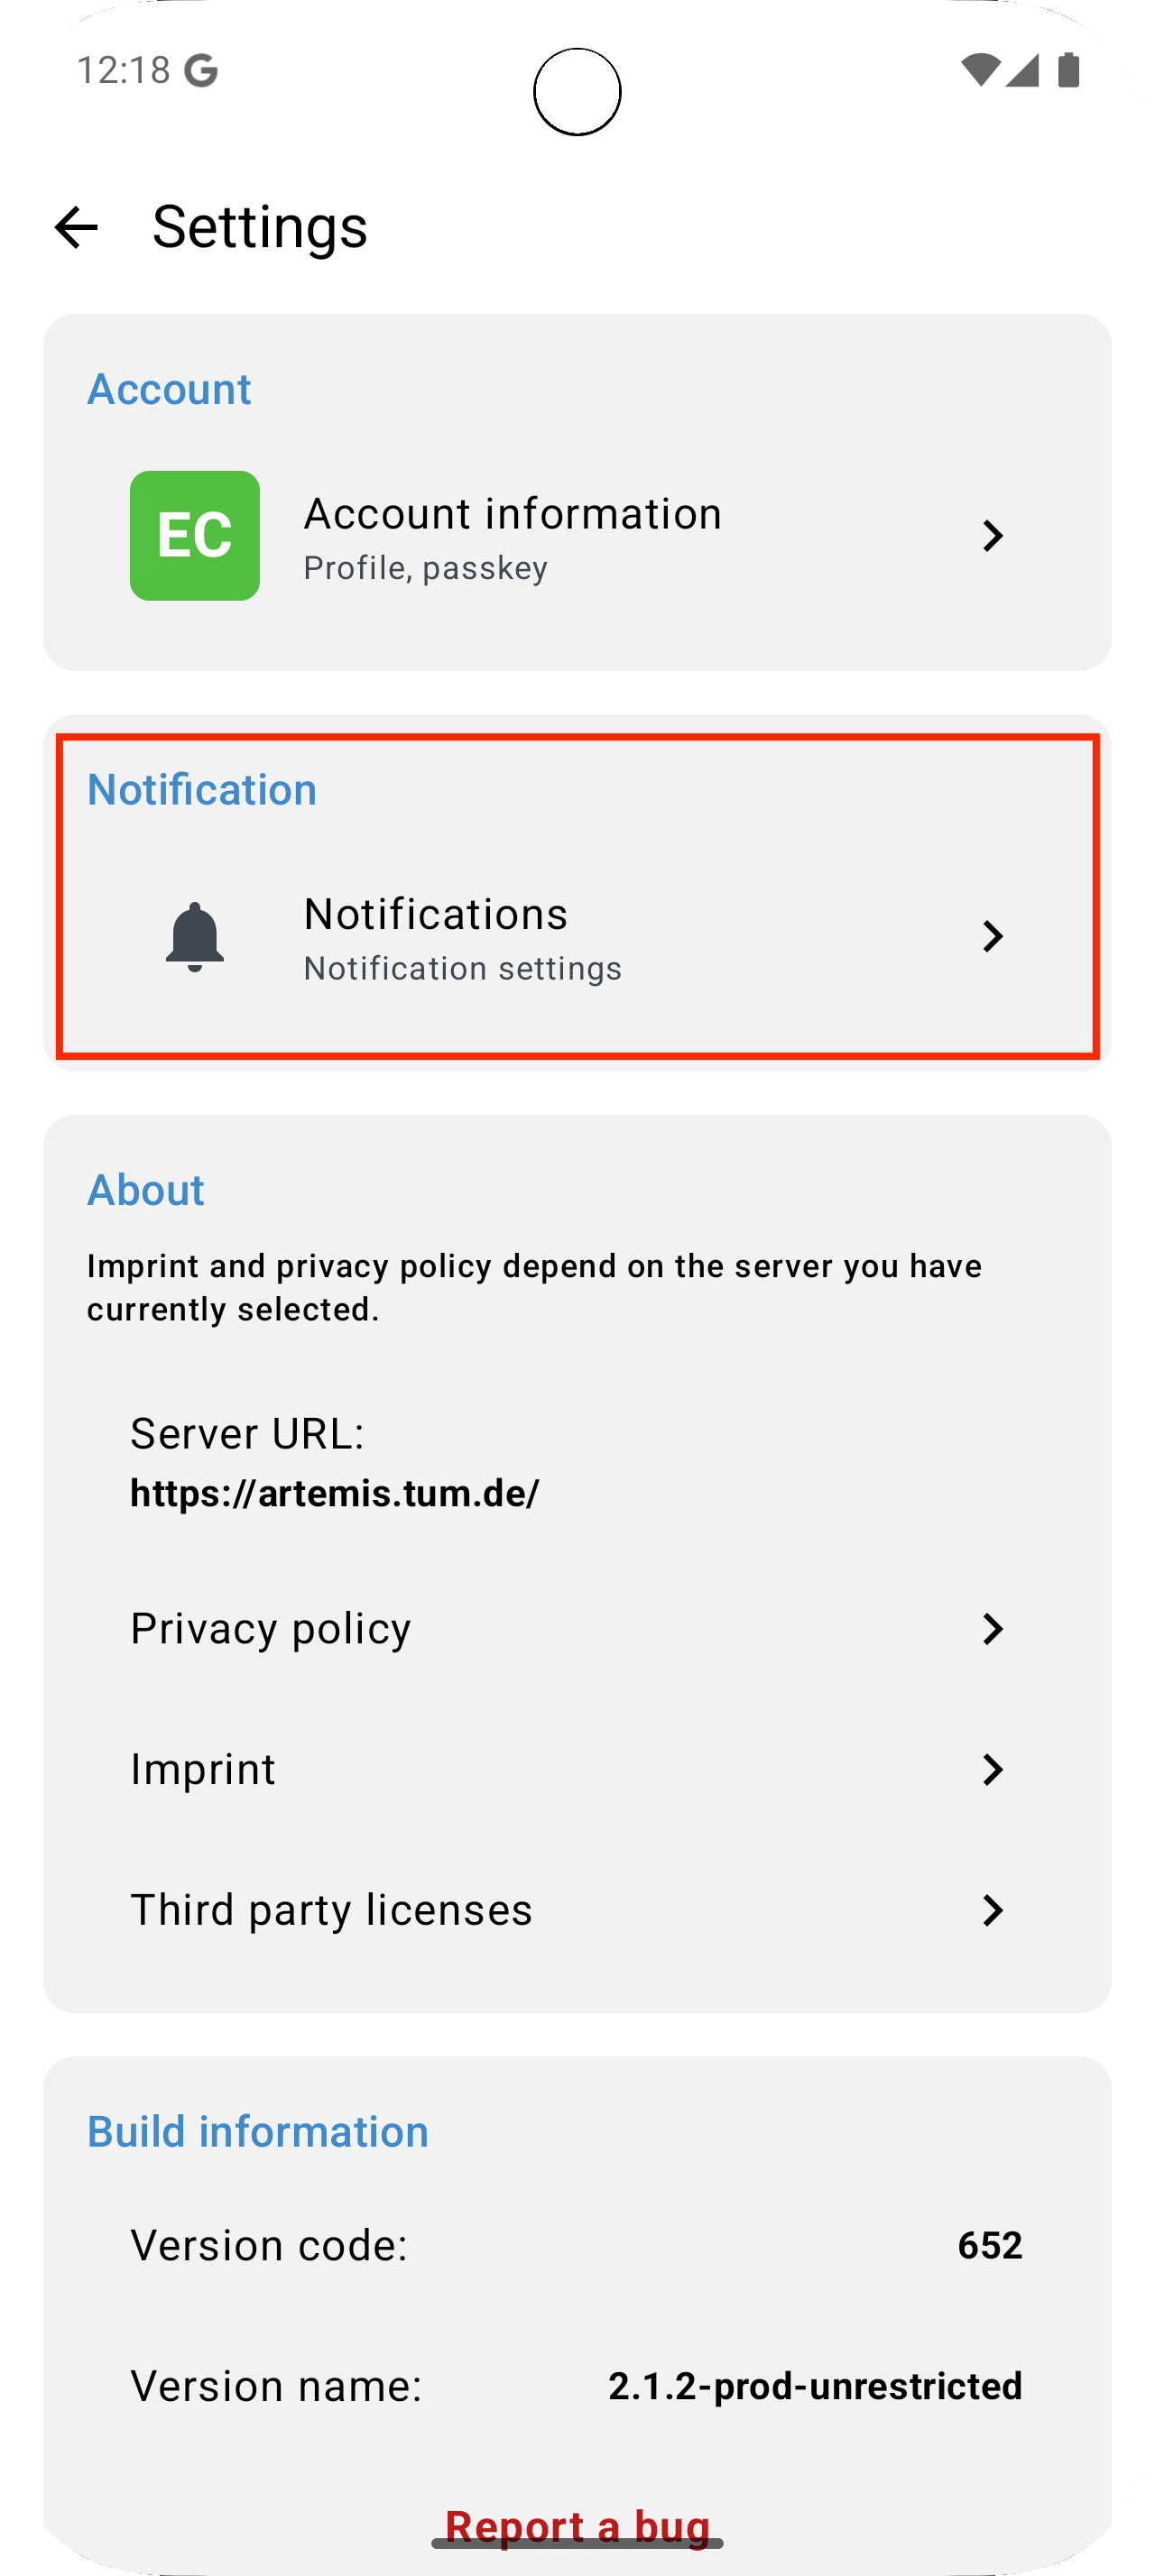 12:18
Settings
Account
EC
Account information
Profile, passkey
Notification
Notifications
Notification settings
About
Imprint and privacy policy depend on the server you have
currently selected.
Server URL:
https://artemis.tum.de/
Privacy policy
Imprint
Third party licenses
Build information
Version code: 652
Version name: 2.1.2-prod-unrestricted
Report a bug